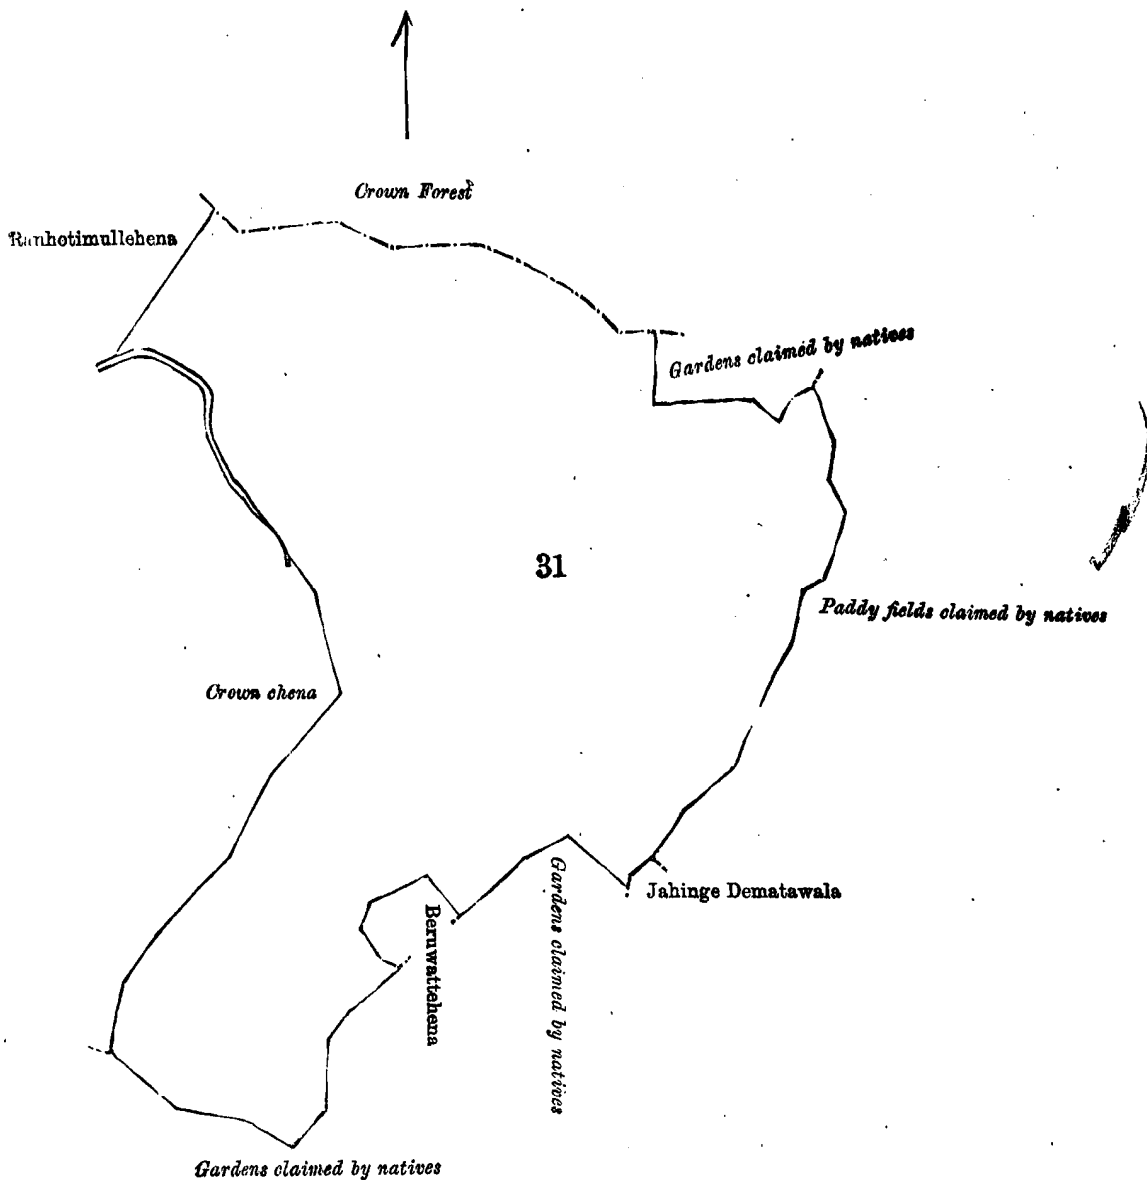 Crown Forest
Ranhotimullehena
Gardens claimed by natives
31
Paddy fields claimed by natives
Crown chena
Jahinge Dematawala
Gardens claimed by natives
Beruwattehena
Gardens claimed by natives